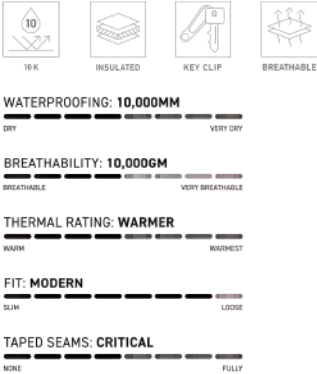 10
10 K
INSULATED
KEY CLIP
BREATHABLE
WATERPROOFING: 10,000MM
DRY
VERY DRY
BREATHABILITY: 10,000GM
BREATHABLE
VERY BREATHABLE
THERMAL RATING: WARMER
WARM
WARMEST
FIT: MODERN
SLIM
LOOSE
TAPED SEAMS: CRITICAL
NONE
FULLY